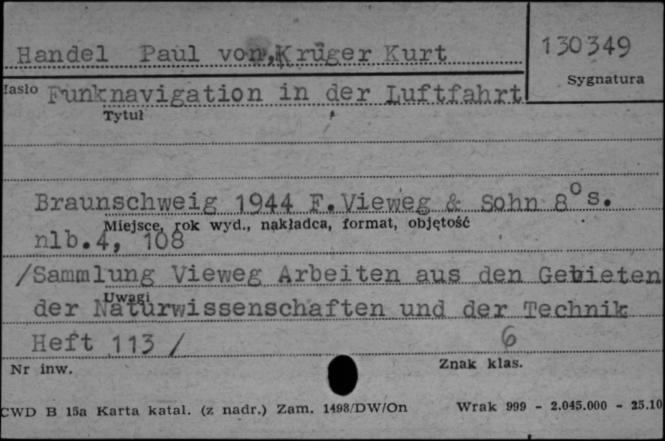 Handel Paul von, Krüger Kurt
130349
Sygnatura
Hasło Funknavigation in der Luftfahrt
Tytuł
Braunschweig 1944 F. Vieweg & Sohn 8° s.
Miejsce, rok wyd., nakładca, format, objętość
nlb.4, 108
/Sammlung Vieweg Arbeiten aus den Gebieten
Uwagi
der Naturwissenschaften und der Technik
Heft 113 /
6
Nr inw.
Znak klas.
CWD B 15a Karta katal. (z nadr.) Zam. 1498/DW/On
Wrak 999 - 2.045.000 - 25.10